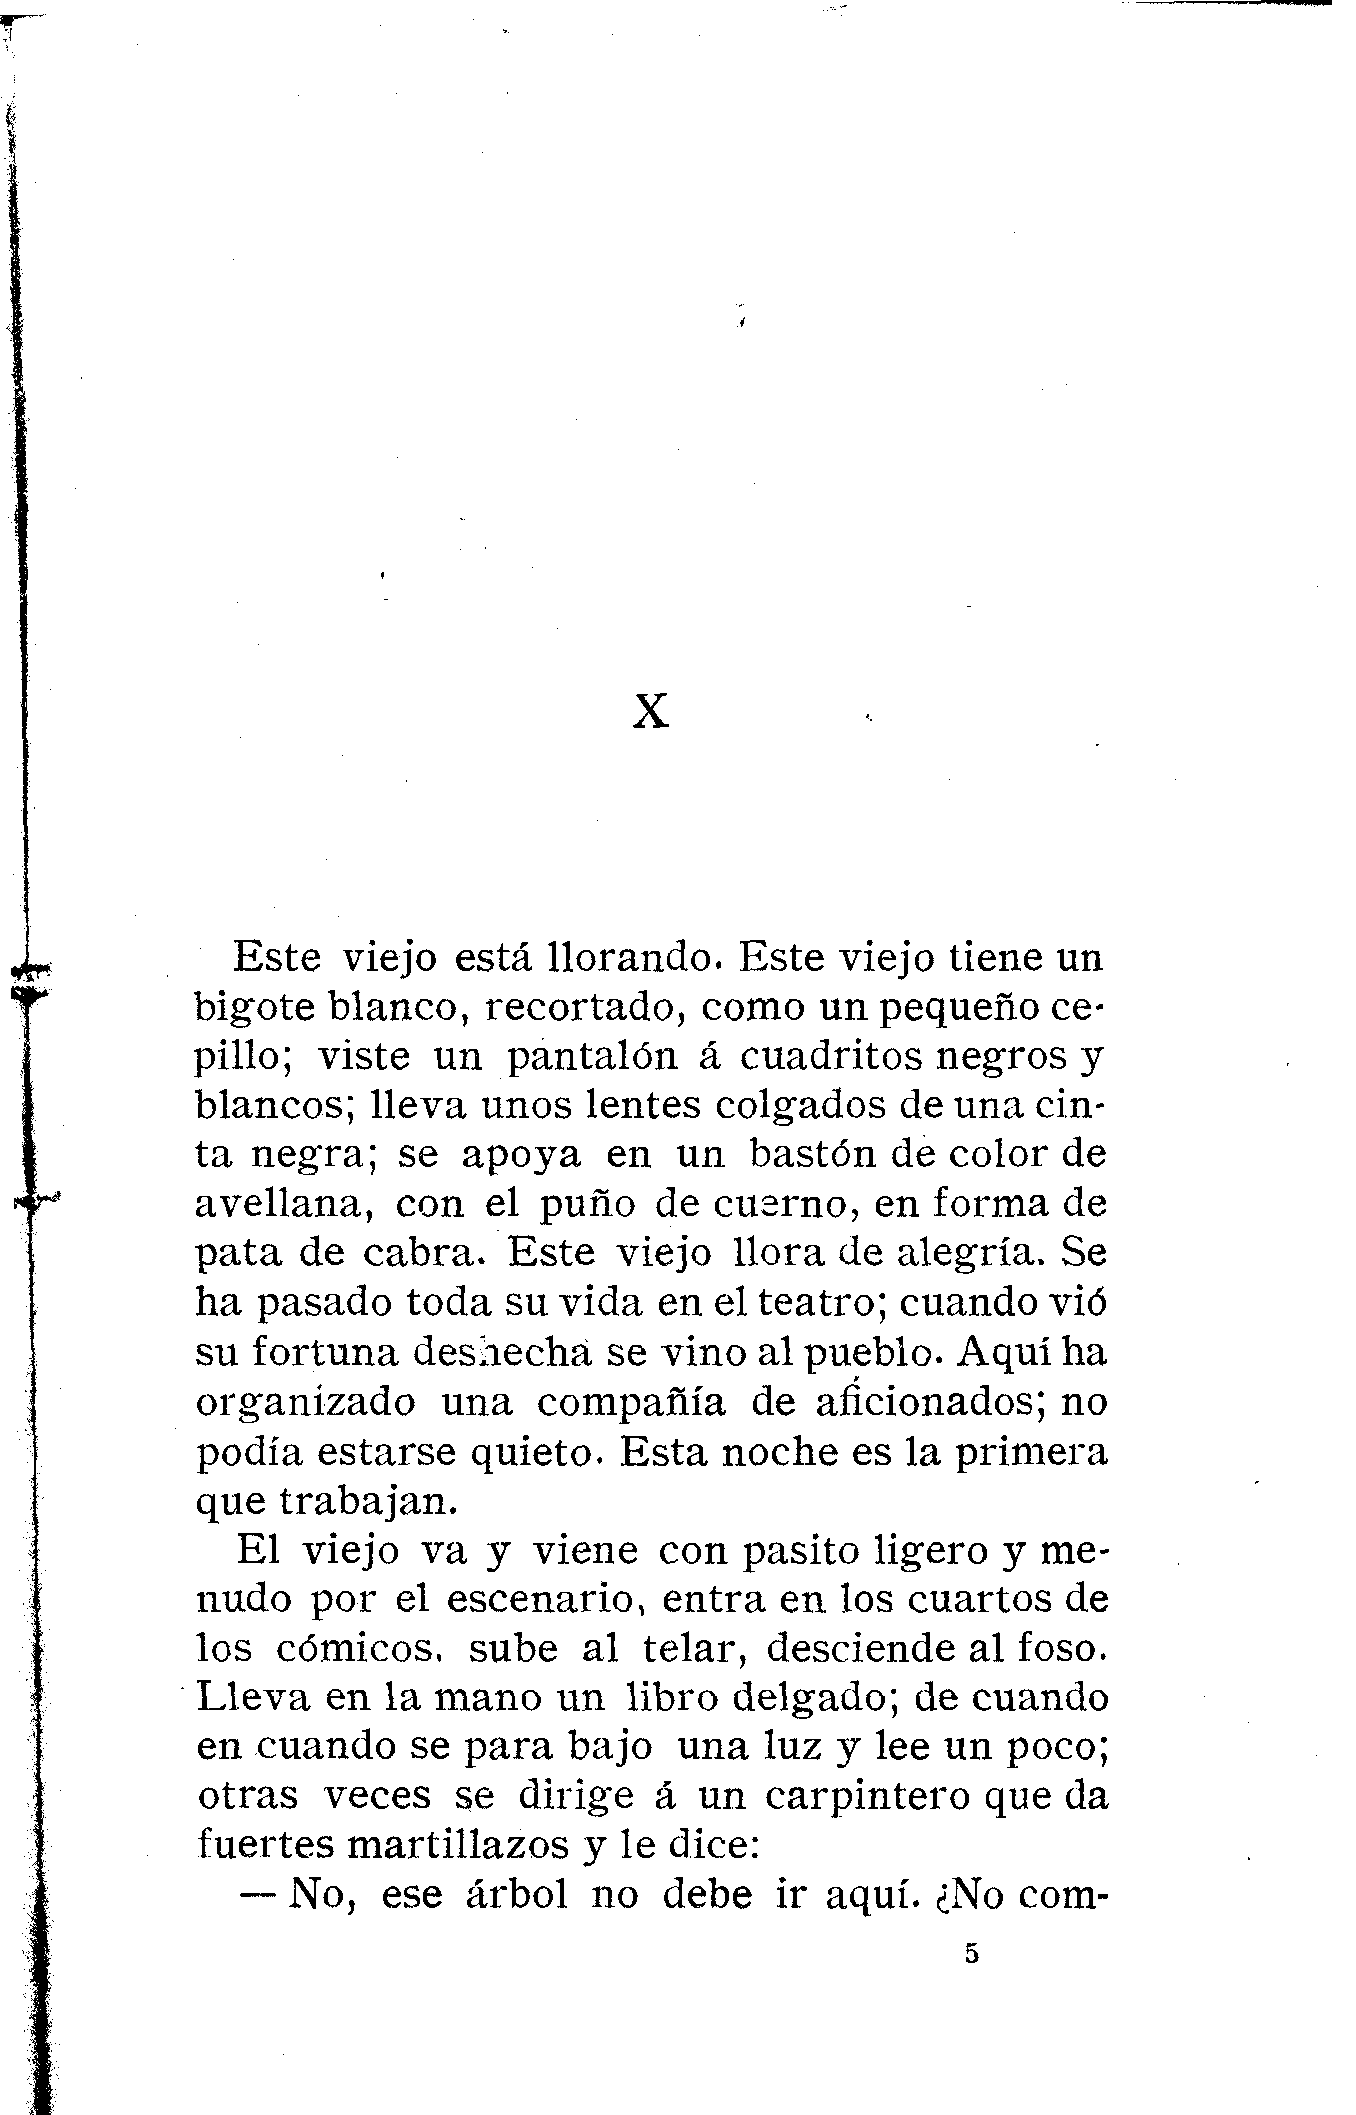 X
Este viejo está llorando. Este viejo tiene un
bigote blanco, recortado, como un pequeño ce-
pillo; viste un pantalón á cuadritos negros y
blancos; lleva unos lentes colgados de una cin-
ta negra; se apoya en un bastón de color de
avellana, con el puño de cuerno, en forma de
pata de cabra. Este viejo llora de alegría. Se
ha pasado toda su vida en el teatro; cuando vió
su fortuna deshecha se vino al pueblo. Aquí ha
organizado una compañía de aficionados; no
podía estarse quieto. Esta noche es la primera
que trabajan.
El viejo va y viene con pasito ligero y me-
nudo por el escenario, entra en los cuartos de
los cómicos, sube al telar, desciende al foso.
Lleva en la mano un libro delgado; de cuando
en cuando se para bajo una luz y lee un poco;
otras veces se dirige á un carpintero que da
fuertes martillazos y le dice:
— No, ese árbol no debe ir aquí. ¿No com-
5